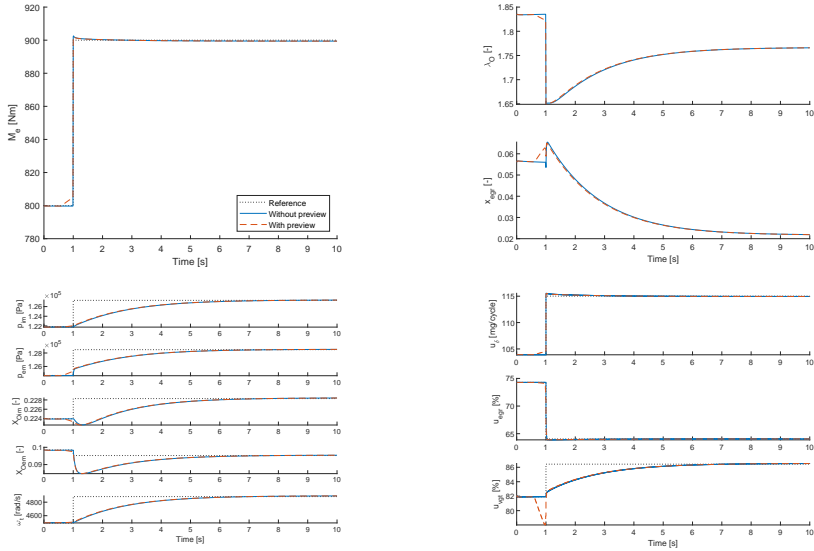 920
900
880
860
840
820
800
780
M_e [Nm]
0 1 2 3 4 5 6 7 8 9 10
Time [s]
Reference
Without preview
With preview
1.85
1.8
1.75
1.7
1.65
λ_O [-]
0 1 2 3 4 5 6 7 8 9 10
0.06
0.04
0.02
x_egr [-]
0 1 2 3 4 5 6 7 8 9 10
Time [s]
×10^5
1.26
1.24
1.22
p_im [Pa]
0 1 2 3 4 5 6 7 8 9 10
×10^5
1.28
1.26
p_em [Pa]
0 1 2 3 4 5 6 7 8 9 10
0.228
0.224
X_Oim [-]
0 1 2 3 4 5 6 7 8 9 10
0.1
0.09
X_Oem [-]
0 1 2 3 4 5 6 7 8 9 10
4800
4600
ω_t [rad/s]
0 1 2 3 4 5 6 7 8 9 10
Time [s]
115
110
105
u_δ [mg/cycle]
0 1 2 3 4 5 6 7 8 9 10
75
70
65
u_egr [%]
0 1 2 3 4 5 6 7 8 9 10
86
84
82
80
u_vgt [%]
0 1 2 3 4 5 6 7 8 9 10
Time [s]